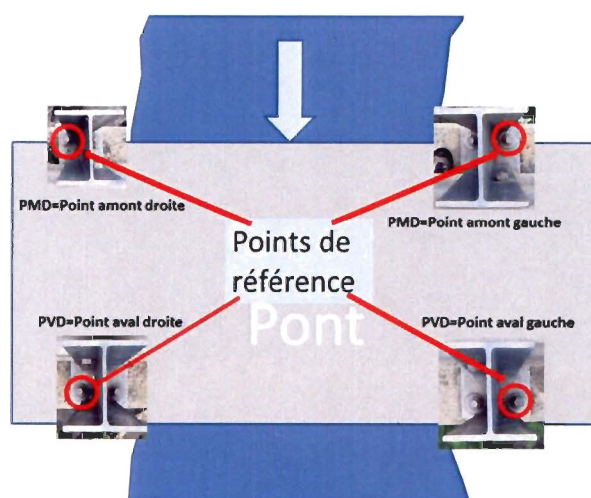 PMD=Point amont droite
PMD=Point amont gauche
Points de
référence
PVD=Point aval droite
PVD=Point aval gauche
Pont